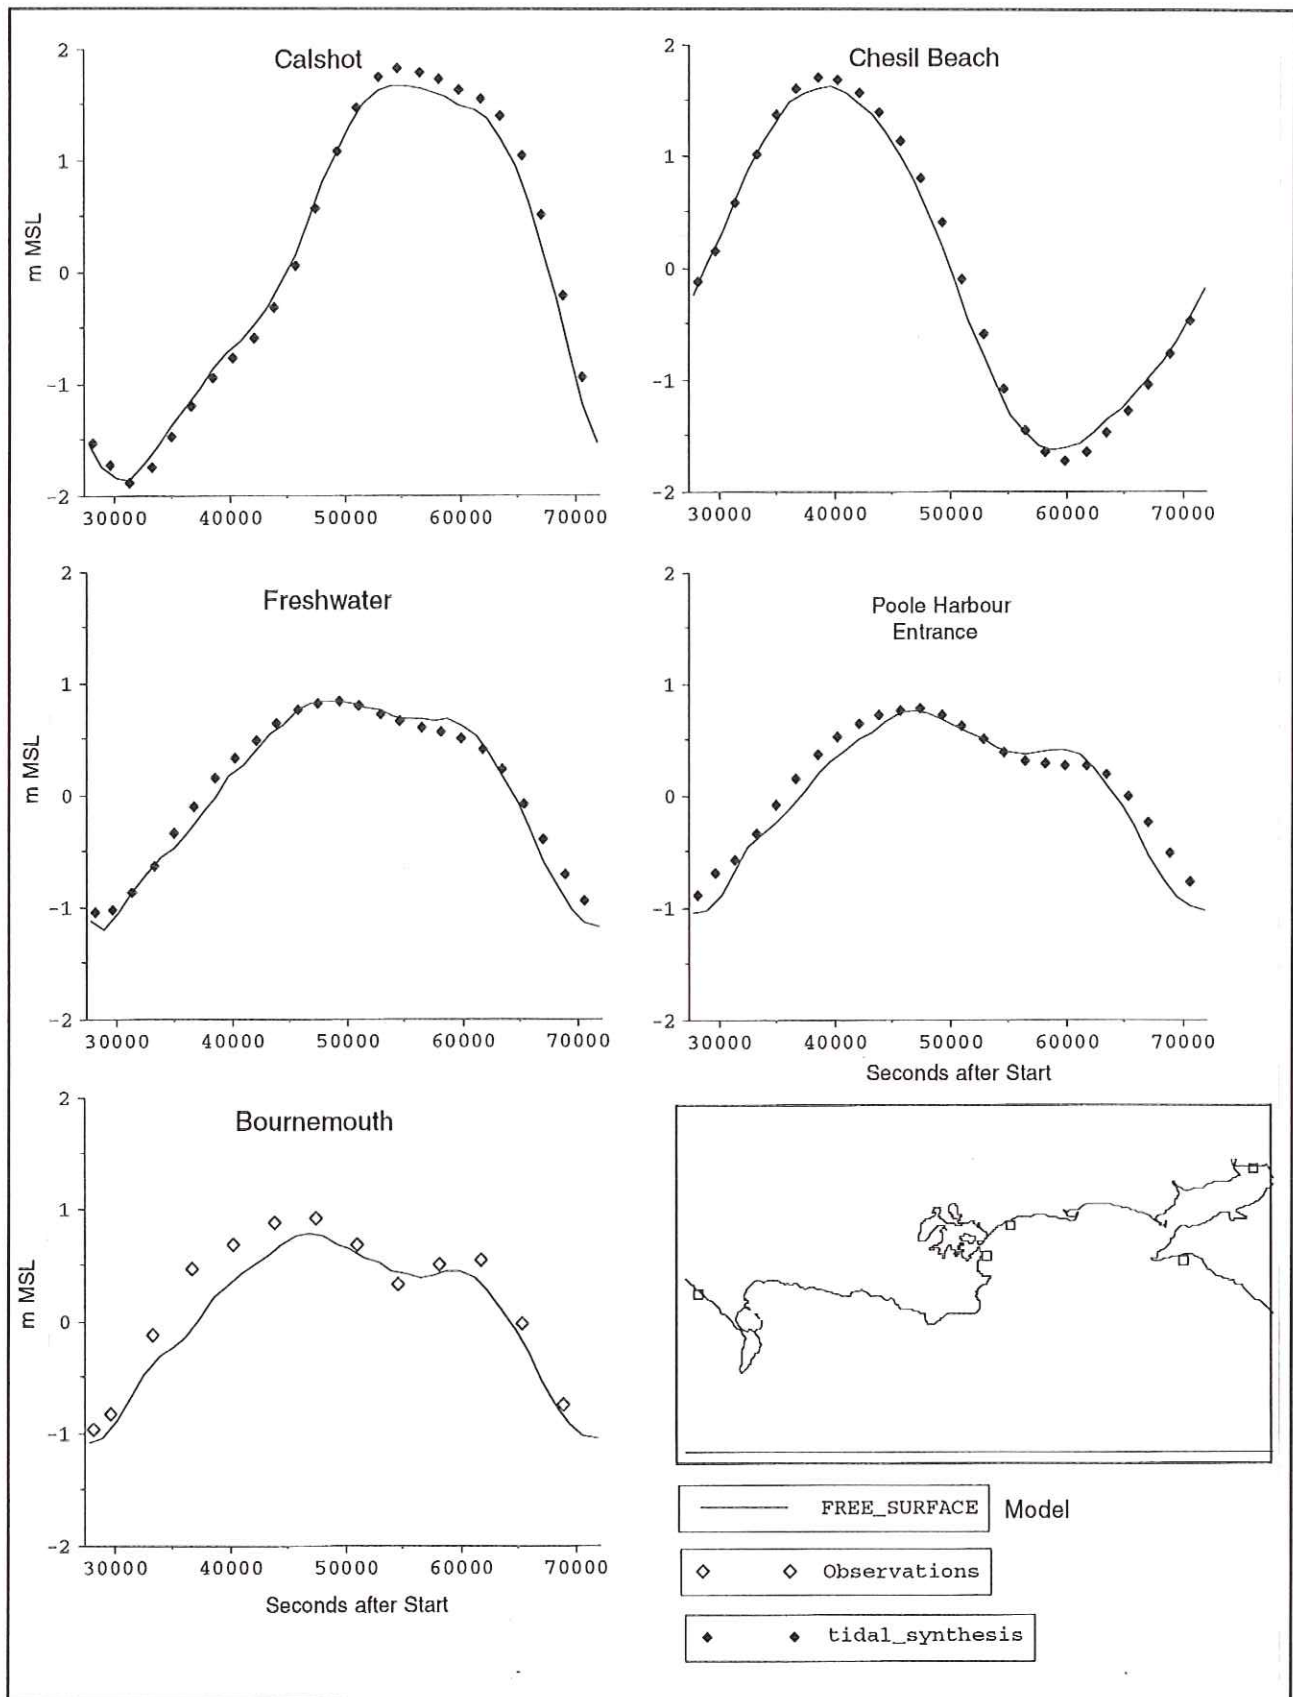 Calshot
2
1
0
-1
-2
m MSL
30000 40000 50000 60000 70000
Chesil Beach
2
1
0
-1
-2
30000 40000 50000 60000 70000
Freshwater
2
1
0
-1
-2
m MSL
30000 40000 50000 60000 70000
Poole Harbour
Entrance
2
1
0
-1
-2
30000 40000 50000 60000 70000
Seconds after Start
Bournemouth
2
1
0
-1
-2
m MSL
30000 40000 50000 60000 70000
Seconds after Start
FREE_SURFACE Model
Observations
tidal_synthesis